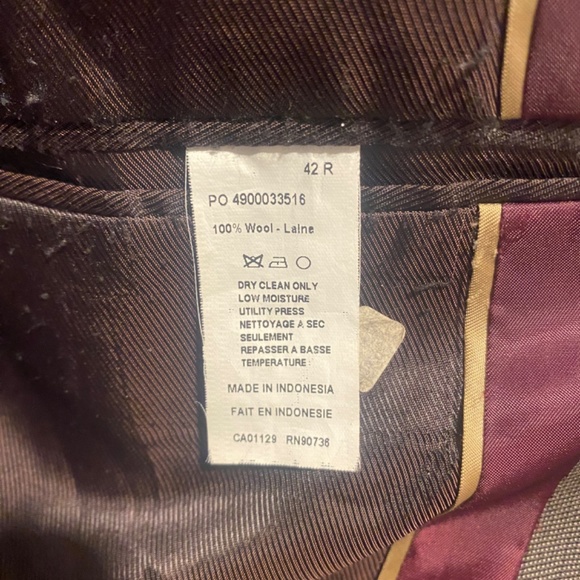 42 R
PO 4900033516
100% Wool - Laine
DRY CLEAN ONLY
LOW MOISTURE
UTILITY PRESS
NETTOYAGE A SEC
SEULEMENT
REPASSER A BASSE
TEMPERATURE :
MADE IN INDONESIA
FAIT EN INDONESIE
CA01129 RN90736